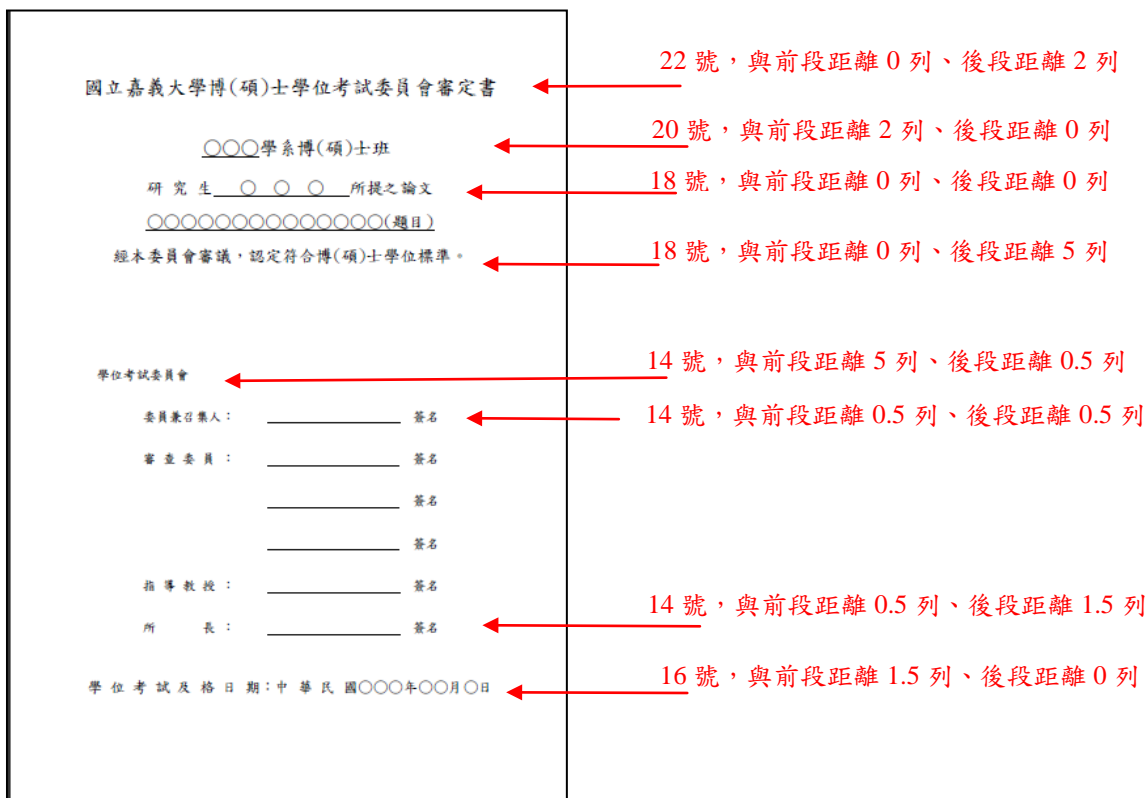 國立嘉義大學博(碩)士學位考試委員會審定書
22 號，與前段距離 0 列、後段距離 2 列
○○○學系博(碩)士班
20 號，與前段距離 2 列、後段距離 0 列
研 究 生 ○ ○ ○ 所提之論文
18 號，與前段距離 0 列、後段距離 0 列
○○○○○○○○○○○○○○(題目)
經本委員會審議，認定符合博(碩)士學位標準。
18 號，與前段距離 0 列、後段距離 5 列
學位考試委員會
14 號，與前段距離 5 列、後段距離 0.5 列
委員兼召集人： 簽名
14 號，與前段距離 0.5 列、後段距離 0.5 列
審 查 委 員 ： 簽名
簽名
簽名
指 導 教 授 ： 簽名
所 長 ： 簽名
14 號，與前段距離 0.5 列、後段距離 1.5 列
學 位 考 試 及 格 日 期：中 華 民 國○○○年○○月○日
16 號，與前段距離 1.5 列、後段距離 0 列